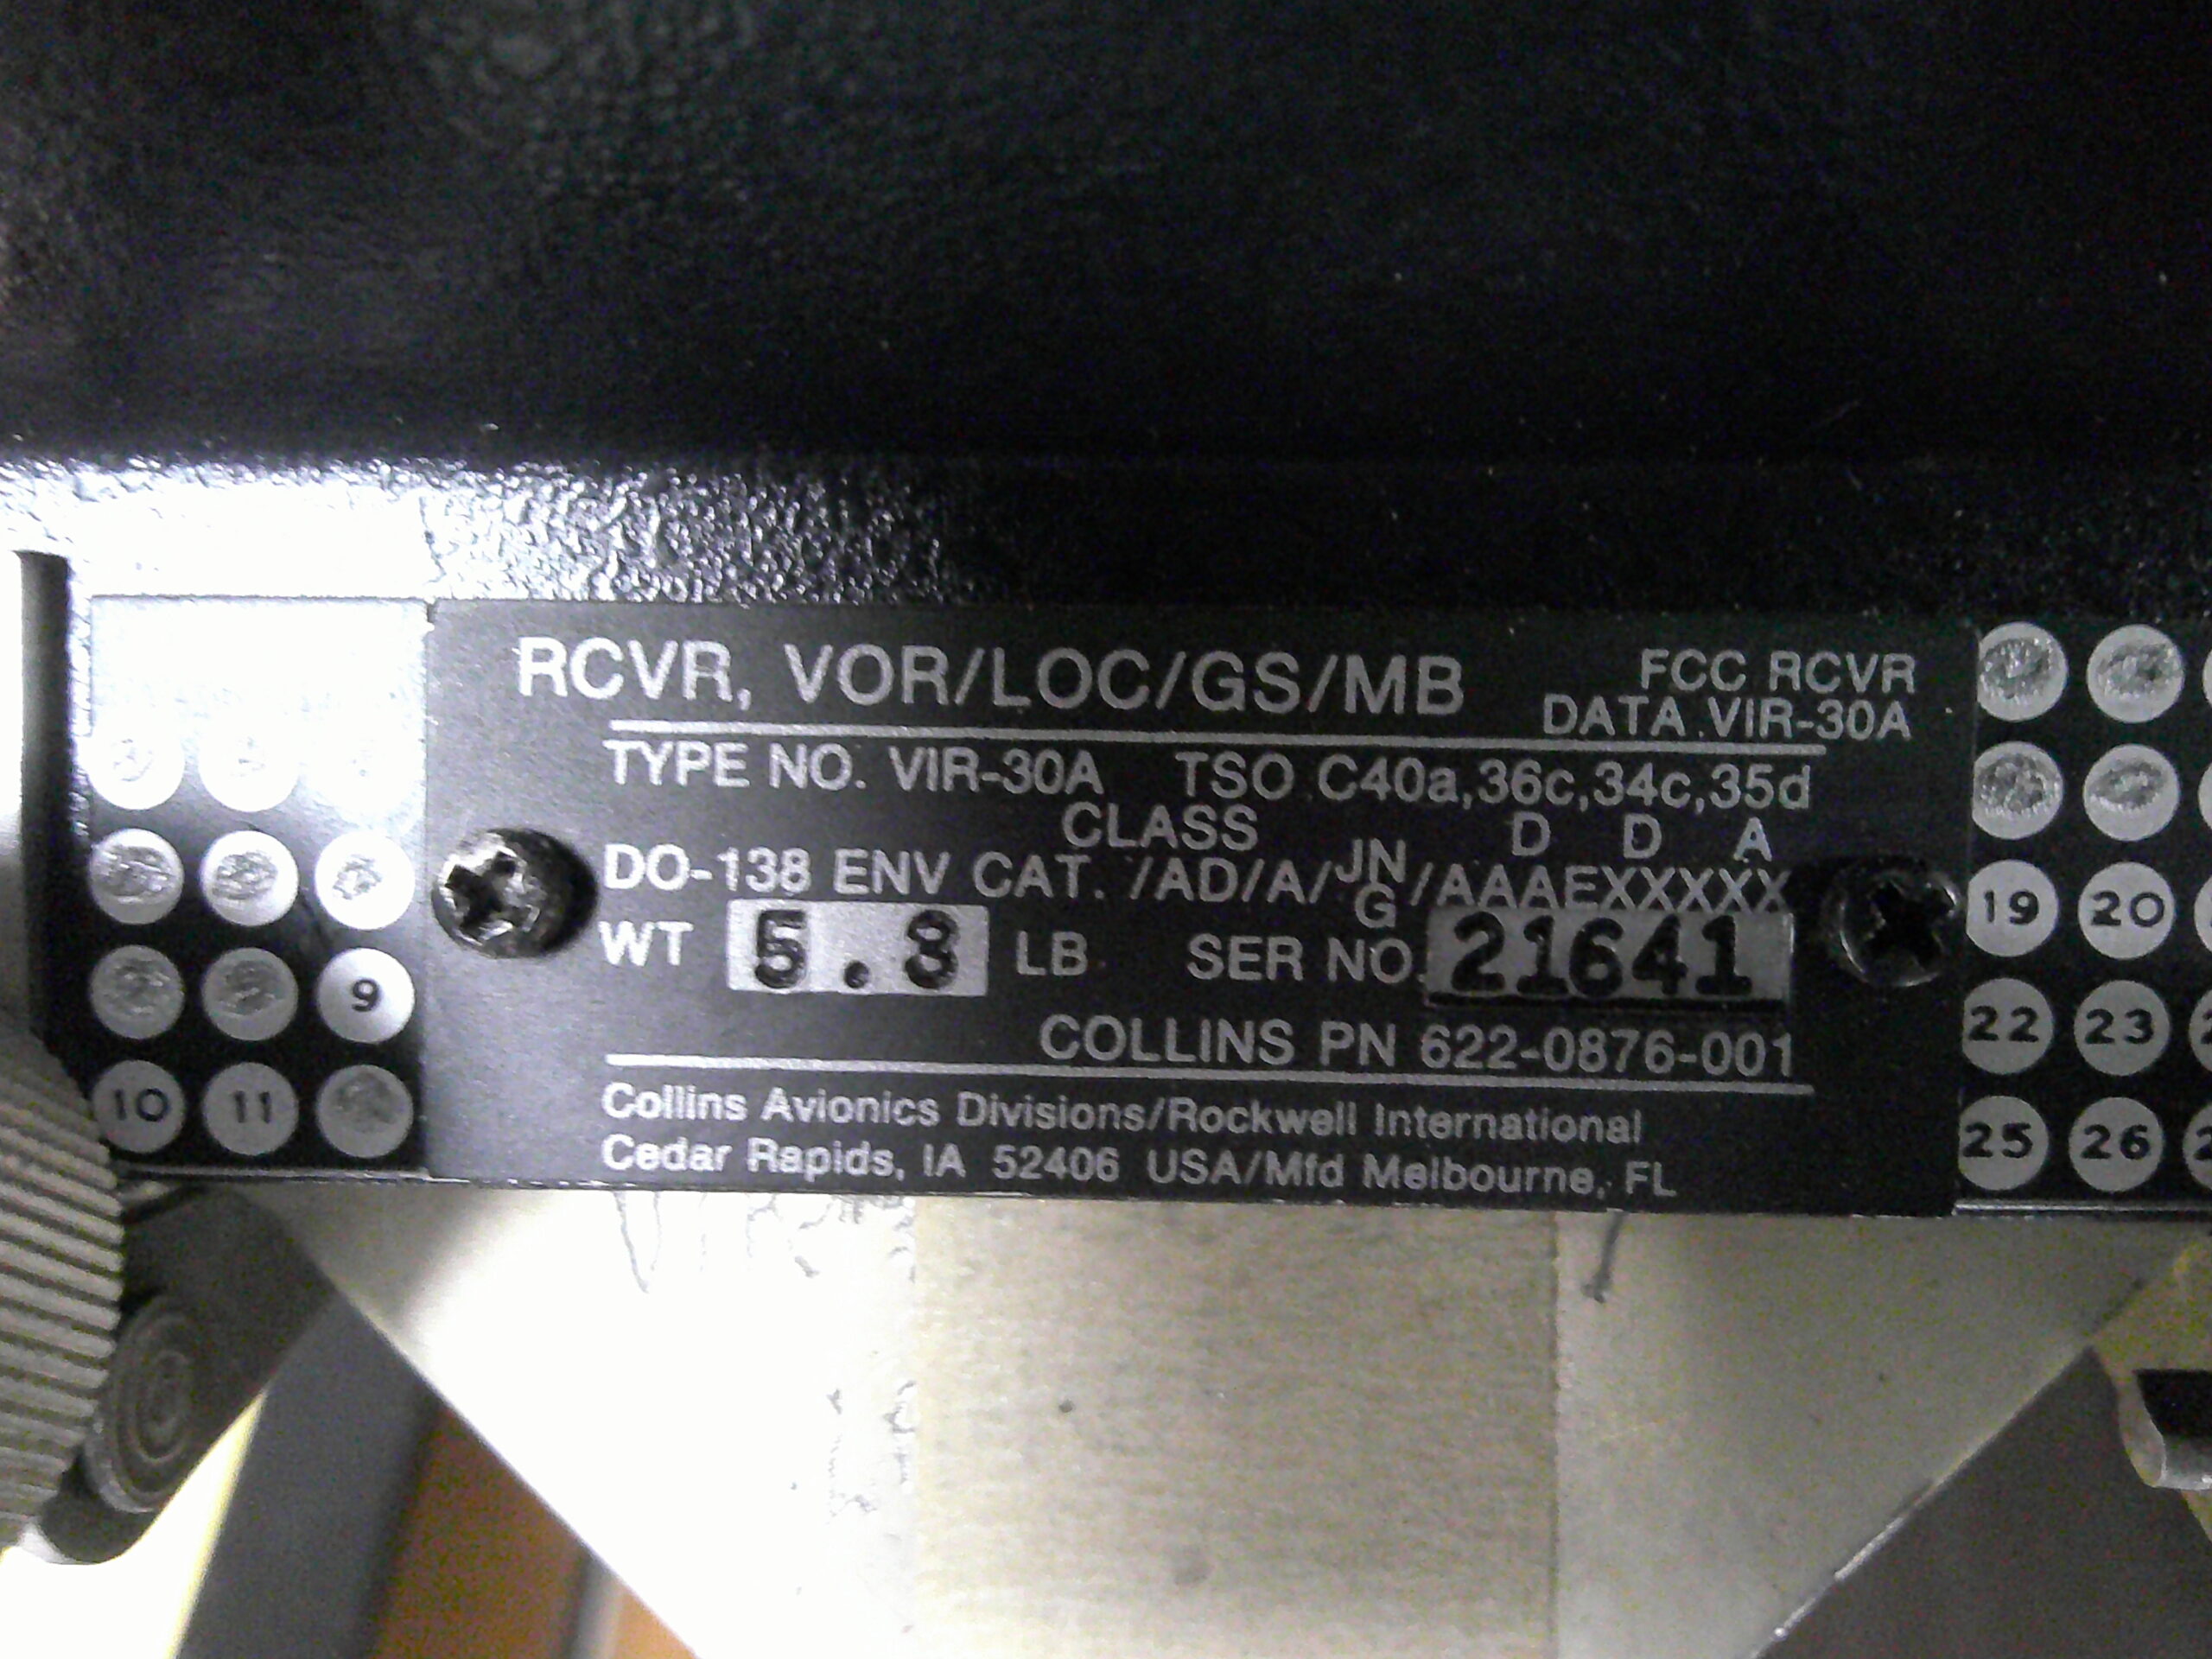 RCVR, VOR/LOC/GS/MB
FCC RCVR
DATA VIR-30A
TYPE NO. VIR-30A TSO C40a,36c,34c,35d
CLASS D D A
DO-138 ENV CAT. /AD/A/JN G/AAAEXXXXX
WT 5.3 LB SER NO. 21641
COLLINS PN 622-0876-001
Collins Avionics Divisions/Rockwell International
Cedar Rapids, IA 52406 USA/Mfd Melbourne, FL
9
10 11
19 20
22 23
25 26